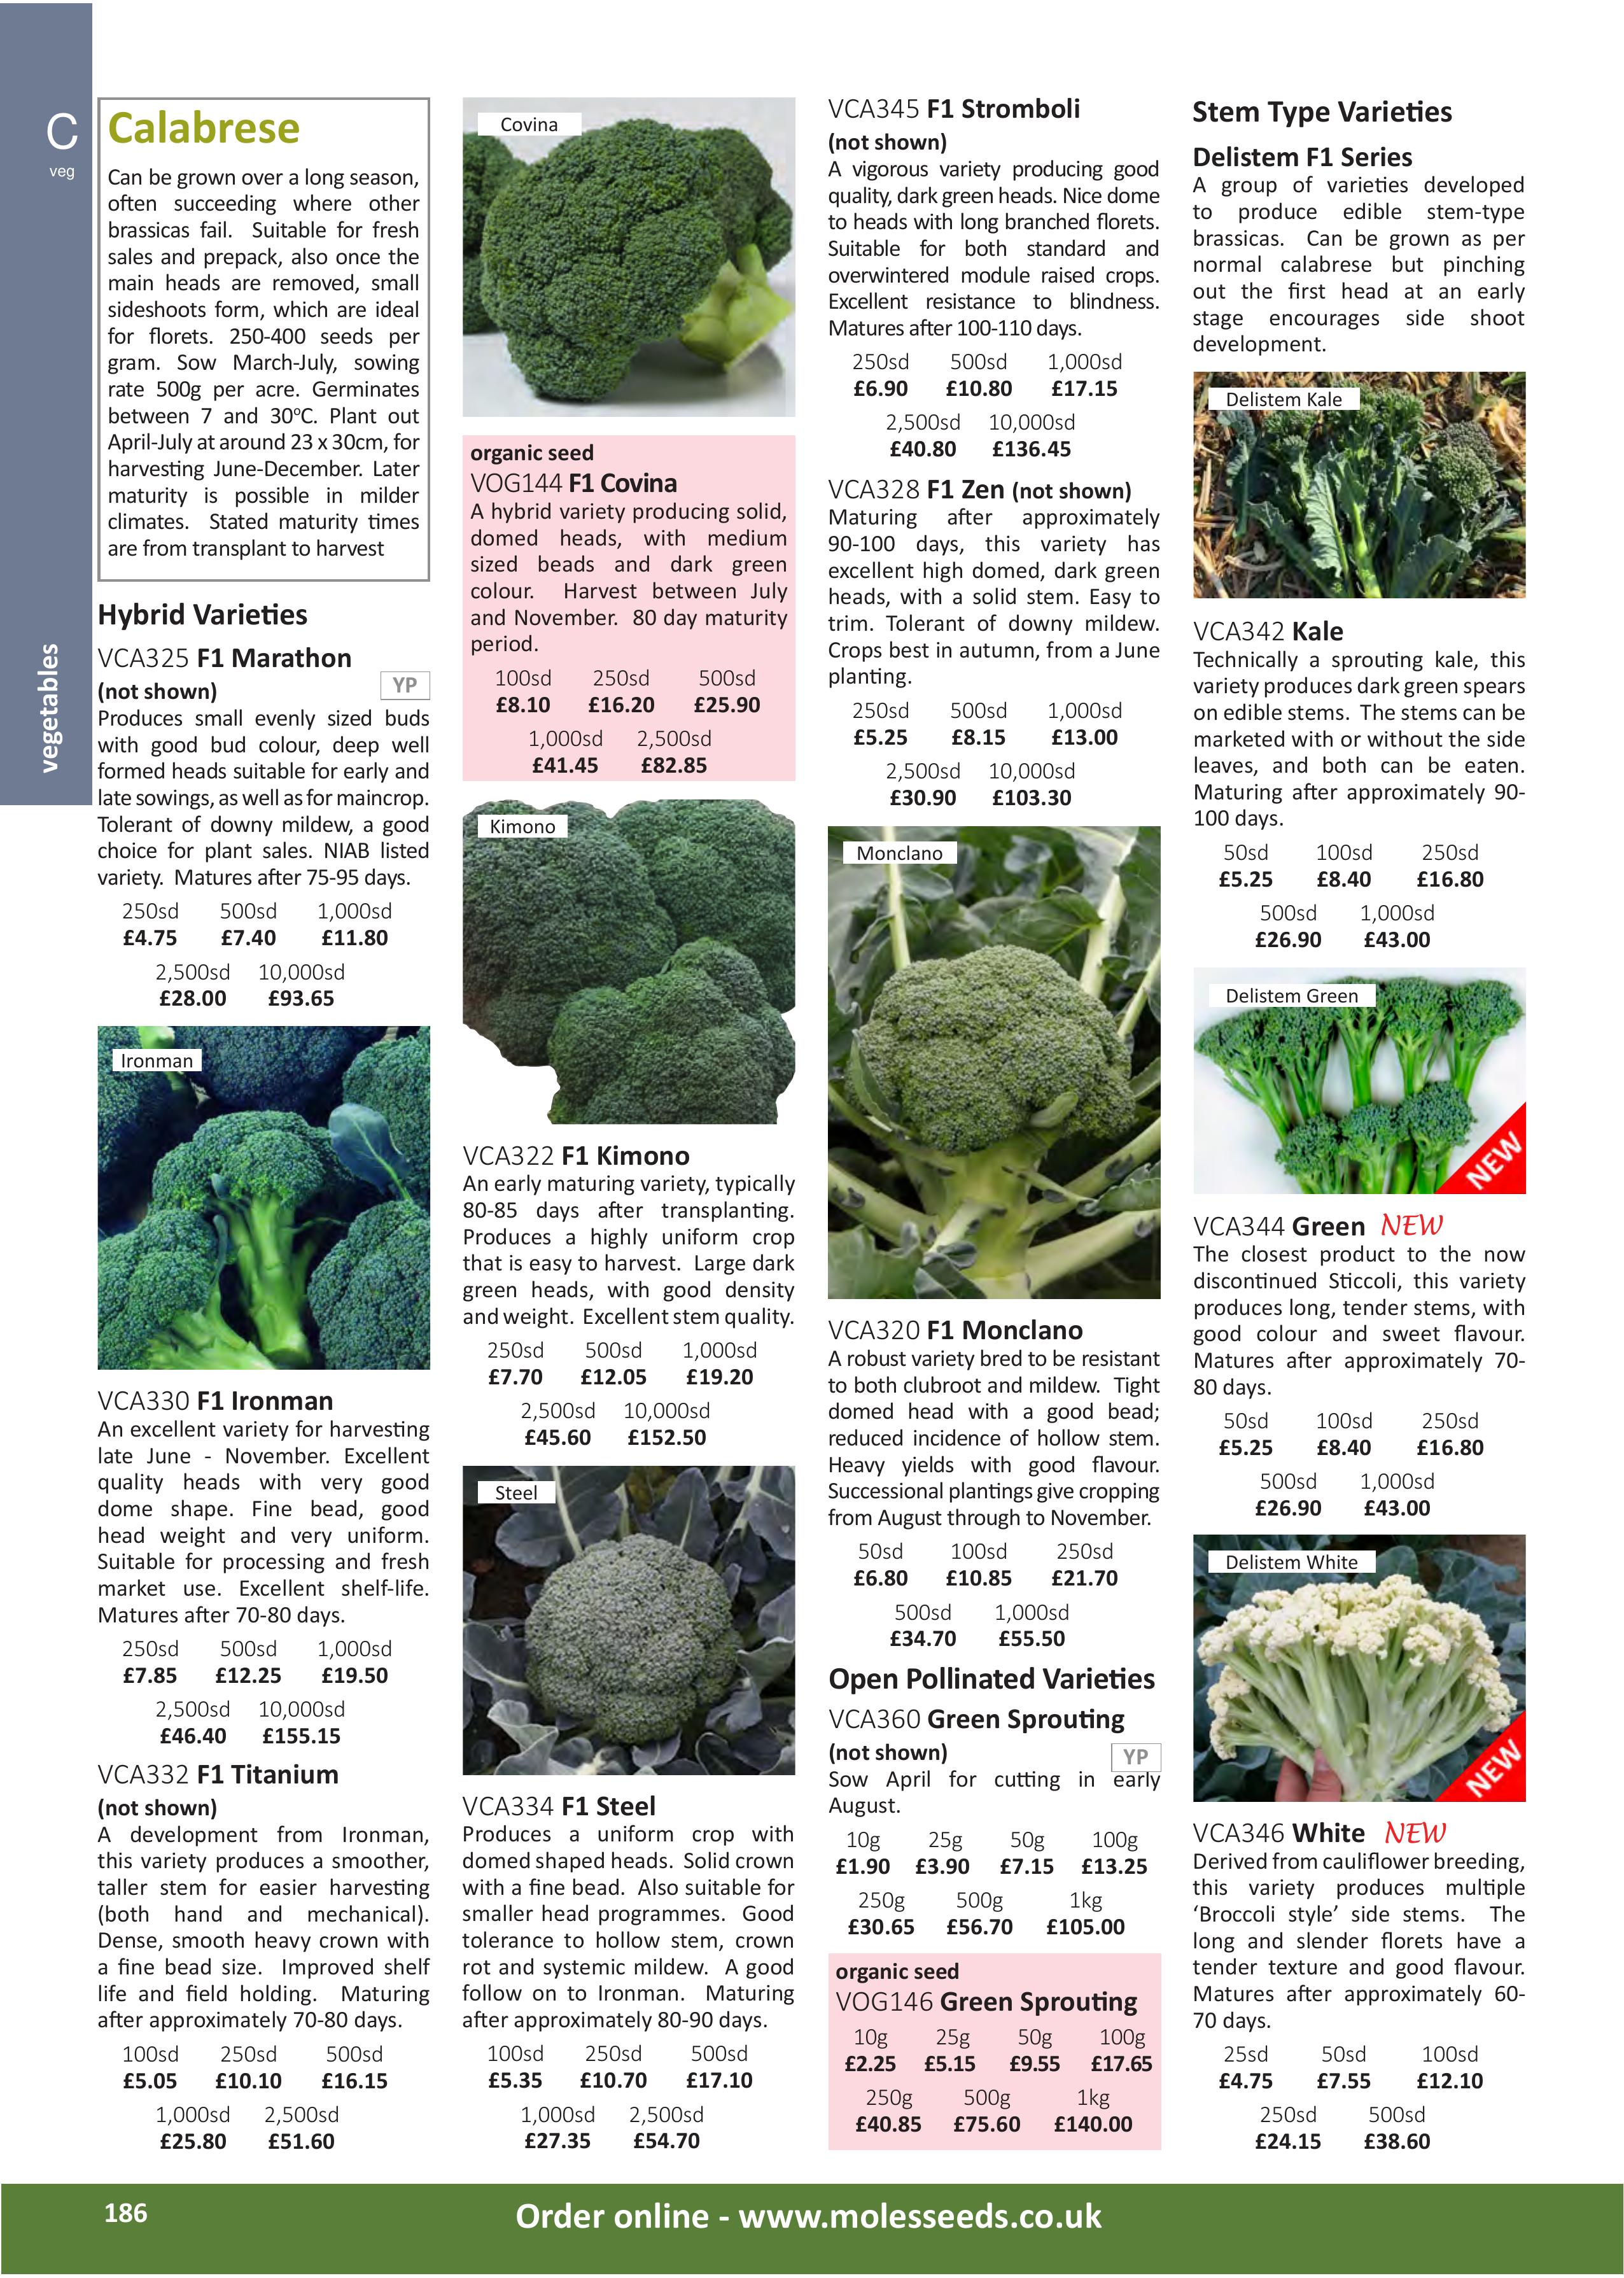 C
veg
vegetables
Calabrese
Can be grown over a long season,
often succeeding where other
brassicas fail. Suitable for fresh
sales and prepack, also once the
main heads are removed, small
sideshoots form, which are ideal
for florets. 250-400 seeds per
gram. Sow March-July, sowing
rate 500g per acre. Germinates
between 7 and 30°C. Plant out
April-July at around 23 x 30cm, for
harvesting June-December. Later
maturity is possible in milder
climates. Stated maturity times
are from transplant to harvest
Hybrid Varieties
VCA325 F1 Marathon
(not shown) YP
Produces small evenly sized buds
with good bud colour, deep well
formed heads suitable for early and
late sowings, as well as for maincrop.
Tolerant of downy mildew, a good
choice for plant sales. NIAB listed
variety. Matures after 75-95 days.
250sd 500sd 1,000sd
£4.75 £7.40 £11.80
2,500sd 10,000sd
£28.00 £93.65
Ironman
VCA330 F1 Ironman
An excellent variety for harvesting
late June - November. Excellent
quality heads with very good
dome shape. Fine bead, good
head weight and very uniform.
Suitable for processing and fresh
market use. Excellent shelf-life.
Matures after 70-80 days.
250sd 500sd 1,000sd
£7.85 £12.25 £19.50
2,500sd 10,000sd
£46.40 £155.15
VCA332 F1 Titanium
(not shown)
A development from Ironman,
this variety produces a smoother,
taller stem for easier harvesting
(both hand and mechanical).
Dense, smooth heavy crown with
a fine bead size. Improved shelf
life and field holding. Maturing
after approximately 70-80 days.
100sd 250sd 500sd
£5.05 £10.10 £16.15
1,000sd 2,500sd
£25.80 £51.60
Covina
organic seed
VOG144 F1 Covina
A hybrid variety producing solid,
domed heads, with medium
sized beads and dark green
colour. Harvest between July
and November. 80 day maturity
period.
100sd 250sd 500sd
£8.10 £16.20 £25.90
1,000sd 2,500sd
£41.45 £82.85
Kimono
VCA322 F1 Kimono
An early maturing variety, typically
80-85 days after transplanting.
Produces a highly uniform crop
that is easy to harvest. Large dark
green heads, with good density
and weight. Excellent stem quality.
250sd 500sd 1,000sd
£7.70 £12.05 £19.20
2,500sd 10,000sd
£45.60 £152.50
Steel
VCA334 F1 Steel
Produces a uniform crop with
domed shaped heads. Solid crown
with a fine bead. Also suitable for
smaller head programmes. Good
tolerance to hollow stem, crown
rot and systemic mildew. A good
follow on to Ironman. Maturing
after approximately 80-90 days.
100sd 250sd 500sd
£5.35 £10.70 £17.10
1,000sd 2,500sd
£27.35 £54.70
VCA345 F1 Stromboli
(not shown)
A vigorous variety producing good
quality, dark green heads. Nice dome
to heads with long branched florets.
Suitable for both standard and
overwintered module raised crops.
Excellent resistance to blindness.
Matures after 100-110 days.
250sd 500sd 1,000sd
£6.90 £10.80 £17.15
2,500sd 10,000sd
£40.80 £136.45
VCA328 F1 Zen (not shown)
Maturing after approximately
90-100 days, this variety has
excellent high domed, dark green
heads, with a solid stem. Easy to
trim. Tolerant of downy mildew.
Crops best in autumn, from a June
planting.
250sd 500sd 1,000sd
£5.25 £8.15 £13.00
2,500sd 10,000sd
£30.90 £103.30
Monclano
VCA320 F1 Monclano
A robust variety bred to be resistant
to both clubroot and mildew. Tight
domed head with a good bead;
reduced incidence of hollow stem.
Heavy yields with good flavour.
Successional plantings give cropping
from August through to November.
50sd 100sd 250sd
£6.80 £10.85 £21.70
500sd 1,000sd
£34.70 £55.50
Open Pollinated Varieties
VCA360 Green Sprouting
(not shown) YP
Sow April for cutting in early
August.
10g 25g 50g 100g
£1.90 £3.90 £7.15 £13.25
250g 500g 1kg
£30.65 £56.70 £105.00
organic seed
VOG146 Green Sprouting
10g 25g 50g 100g
£2.25 £5.15 £9.55 £17.65
250g 500g 1kg
£40.85 £75.60 £140.00
Stem Type Varieties
Delistem F1 Series
A group of varieties developed
to produce edible stem-type
brassicas. Can be grown as per
normal calabrese but pinching
out the first head at an early
stage encourages side shoot
development.
Delistem Kale
VCA342 Kale
Technically a sprouting kale, this
variety produces dark green spears
on edible stems. The stems can be
marketed with or without the side
leaves, and both can be eaten.
Maturing after approximately 90-
100 days.
50sd 100sd 250sd
£5.25 £8.40 £16.80
500sd 1,000sd
£26.90 £43.00
Delistem Green
NEW
VCA344 Green NEW
The closest product to the now
discontinued Sticcoli, this variety
produces long, tender stems, with
good colour and sweet flavour.
Matures after approximately 70-
80 days.
50sd 100sd 250sd
£5.25 £8.40 £16.80
500sd 1,000sd
£26.90 £43.00
Delistem White
NEW
VCA346 White NEW
Derived from cauliflower breeding,
this variety produces multiple
‘Broccoli style’ side stems. The
long and slender florets have a
tender texture and good flavour.
Matures after approximately 60-
70 days.
25sd 50sd 100sd
£4.75 £7.55 £12.10
250sd 500sd
£24.15 £38.60
186
Order online - www.molesseeds.co.uk